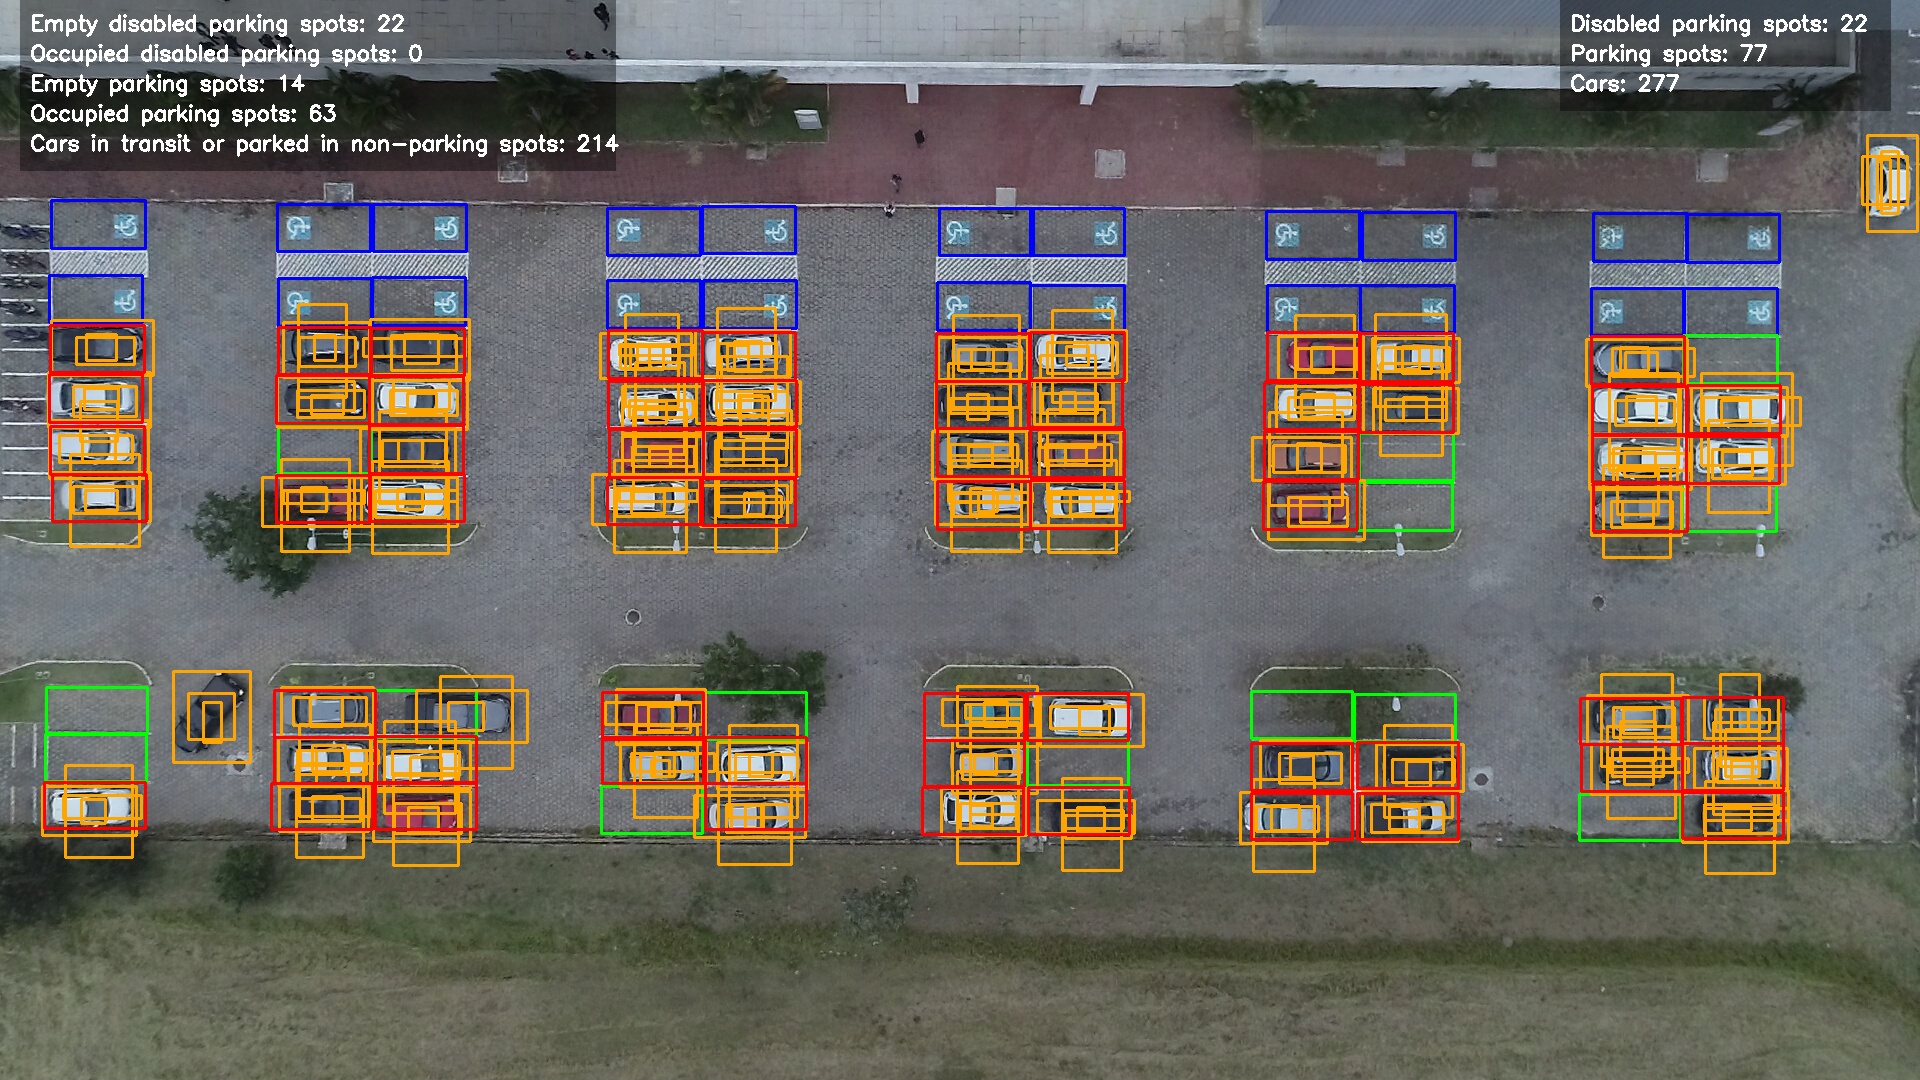 Empty disabled parking spots: 22
Occupied disabled parking spots: 0
Empty parking spots: 14
Occupied parking spots: 63
Cars in transit or parked in non-parking spots: 214
Disabled parking spots: 22
Parking spots: 77
Cars: 277